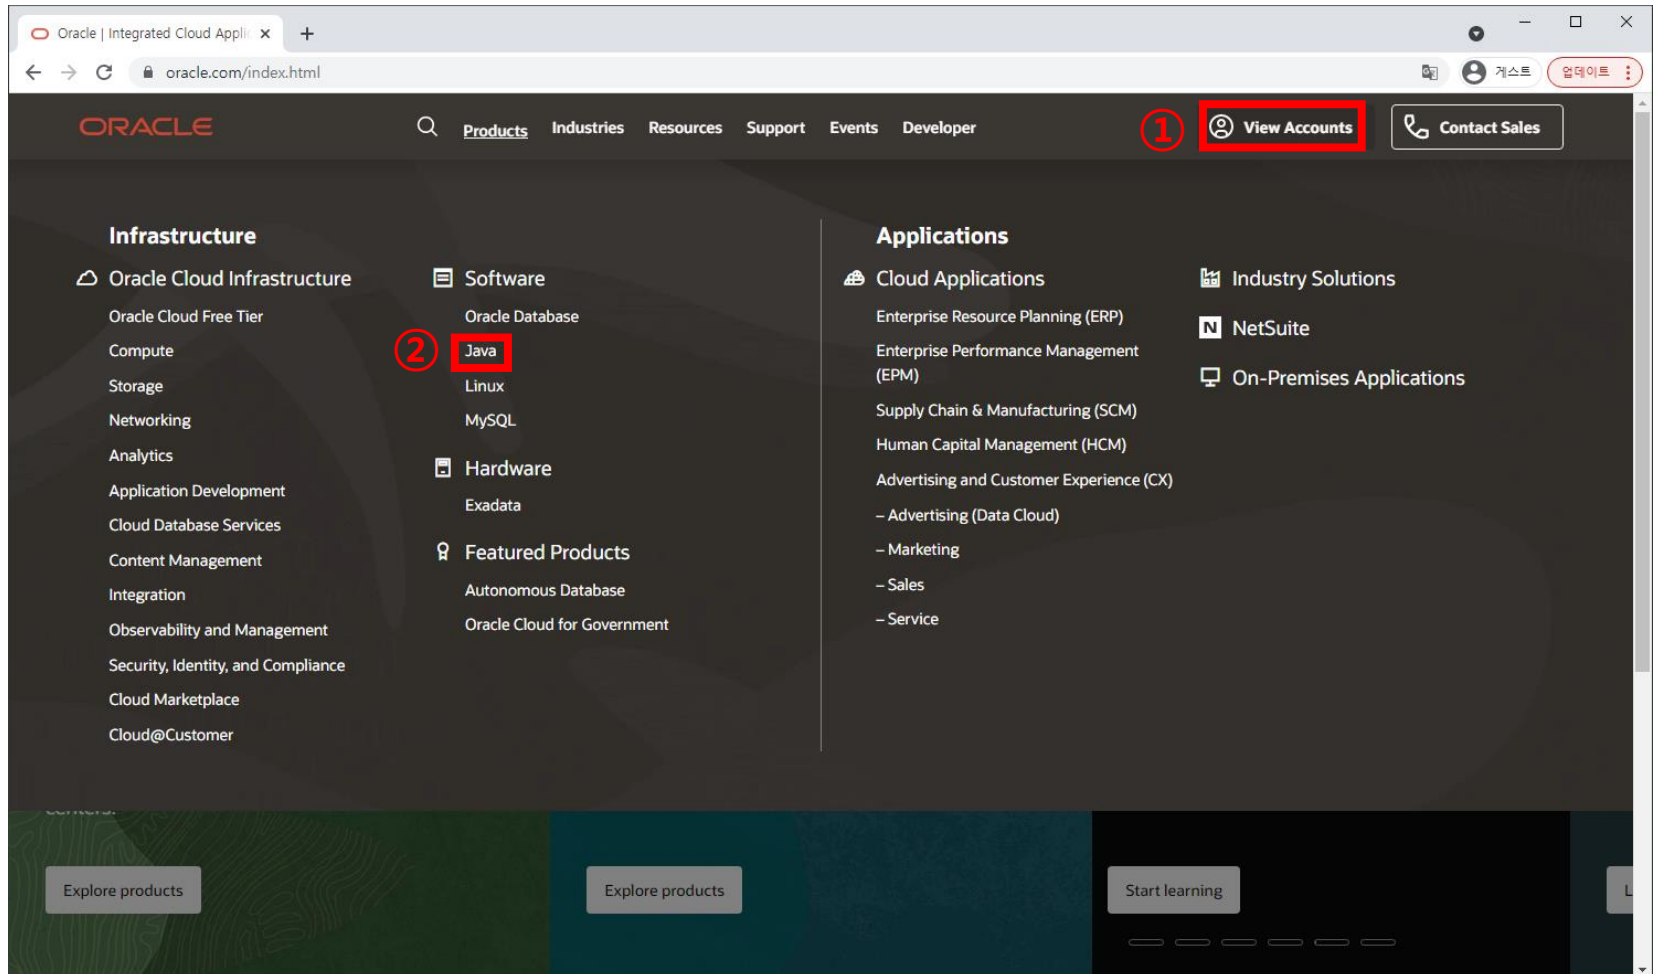 Oracle | Integrated Cloud Applic
oracle.com/index.html
게스트
업데이트
ORACLE
Products Industries Resources Support Events Developer
① View Accounts
Contact Sales
Infrastructure
Oracle Cloud Infrastructure
Oracle Cloud Free Tier
Compute
Storage
Networking
Analytics
Application Development
Cloud Database Services
Content Management
Integration
Observability and Management
Security, Identity, and Compliance
Cloud Marketplace
Cloud@Customer
Software
Oracle Database
② Java
Linux
MySQL
Hardware
Exadata
Featured Products
Autonomous Database
Oracle Cloud for Government
Applications
Cloud Applications
Enterprise Resource Planning (ERP)
Enterprise Performance Management
(EPM)
Supply Chain & Manufacturing (SCM)
Human Capital Management (HCM)
Advertising and Customer Experience (CX)
– Advertising (Data Cloud)
– Marketing
– Sales
– Service
Industry Solutions
N NetSuite
On-Premises Applications
Explore products
Explore products
Start learning
L